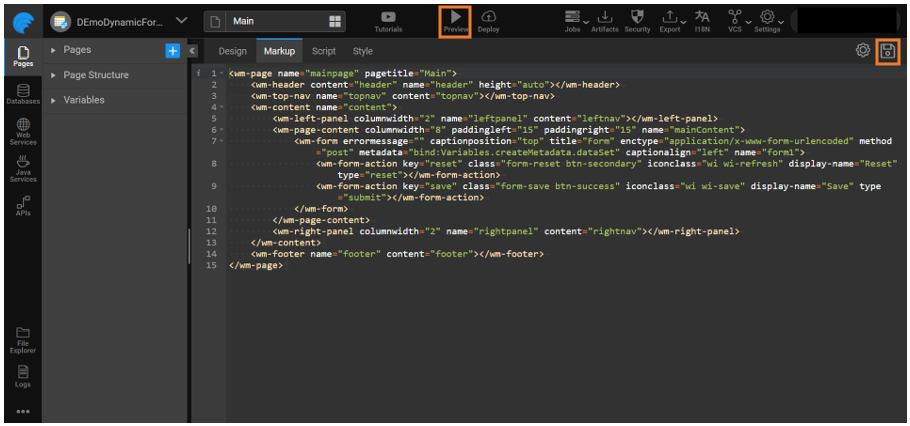 DEmoDynamicFor...
Main
Tutorials
Preview
Deploy
Jobs
Artifacts
Security
Export
I18N
VCS
Settings
Pages
Databases
Web
Services
Java
Services
APIs
File
Explorer
Logs
Pages
Page Structure
Variables
Design
Markup
Script
Style
i 1 <wm-page name="mainpage" pagetitle="Main">
2 <wm-header content="header" name="header" height="auto"></wm-header>
3 <wm-top-nav name="topnav" content="topnav"></wm-top-nav>
4 <wm-content name="content">
5 <wm-left-panel columnwidth="2" name="leftpanel" content="leftnav"></wm-left-panel>
6 <wm-page-content columnwidth="8" paddingleft="15" paddingright="15" name="mainContent">
7 <wm-form errormessage="" captionposition="top" title="form" enctype="application/x-www-form-urlencoded" method
="post" metadata="bind:Variables.createMetadata.dataSet" captionalign="left" name="form1">
8 <wm-form-action key="reset" class="form-reset btn-secondary" iconclass="wi wi-refresh" display-name="Reset"
type="reset"></wm-form-action>
9 <wm-form-action key="save" class="form-save btn-success" iconclass="wi wi-save" display-name="Save" type
="submit"></wm-form-action>
10 </wm-form>
11 </wm-page-content>
12 <wm-right-panel columnwidth="2" name="rightpanel" content="rightnav"></wm-right-panel>
13 </wm-content>
14 <wm-footer name="footer" content="footer"></wm-footer>
15 </wm-page>